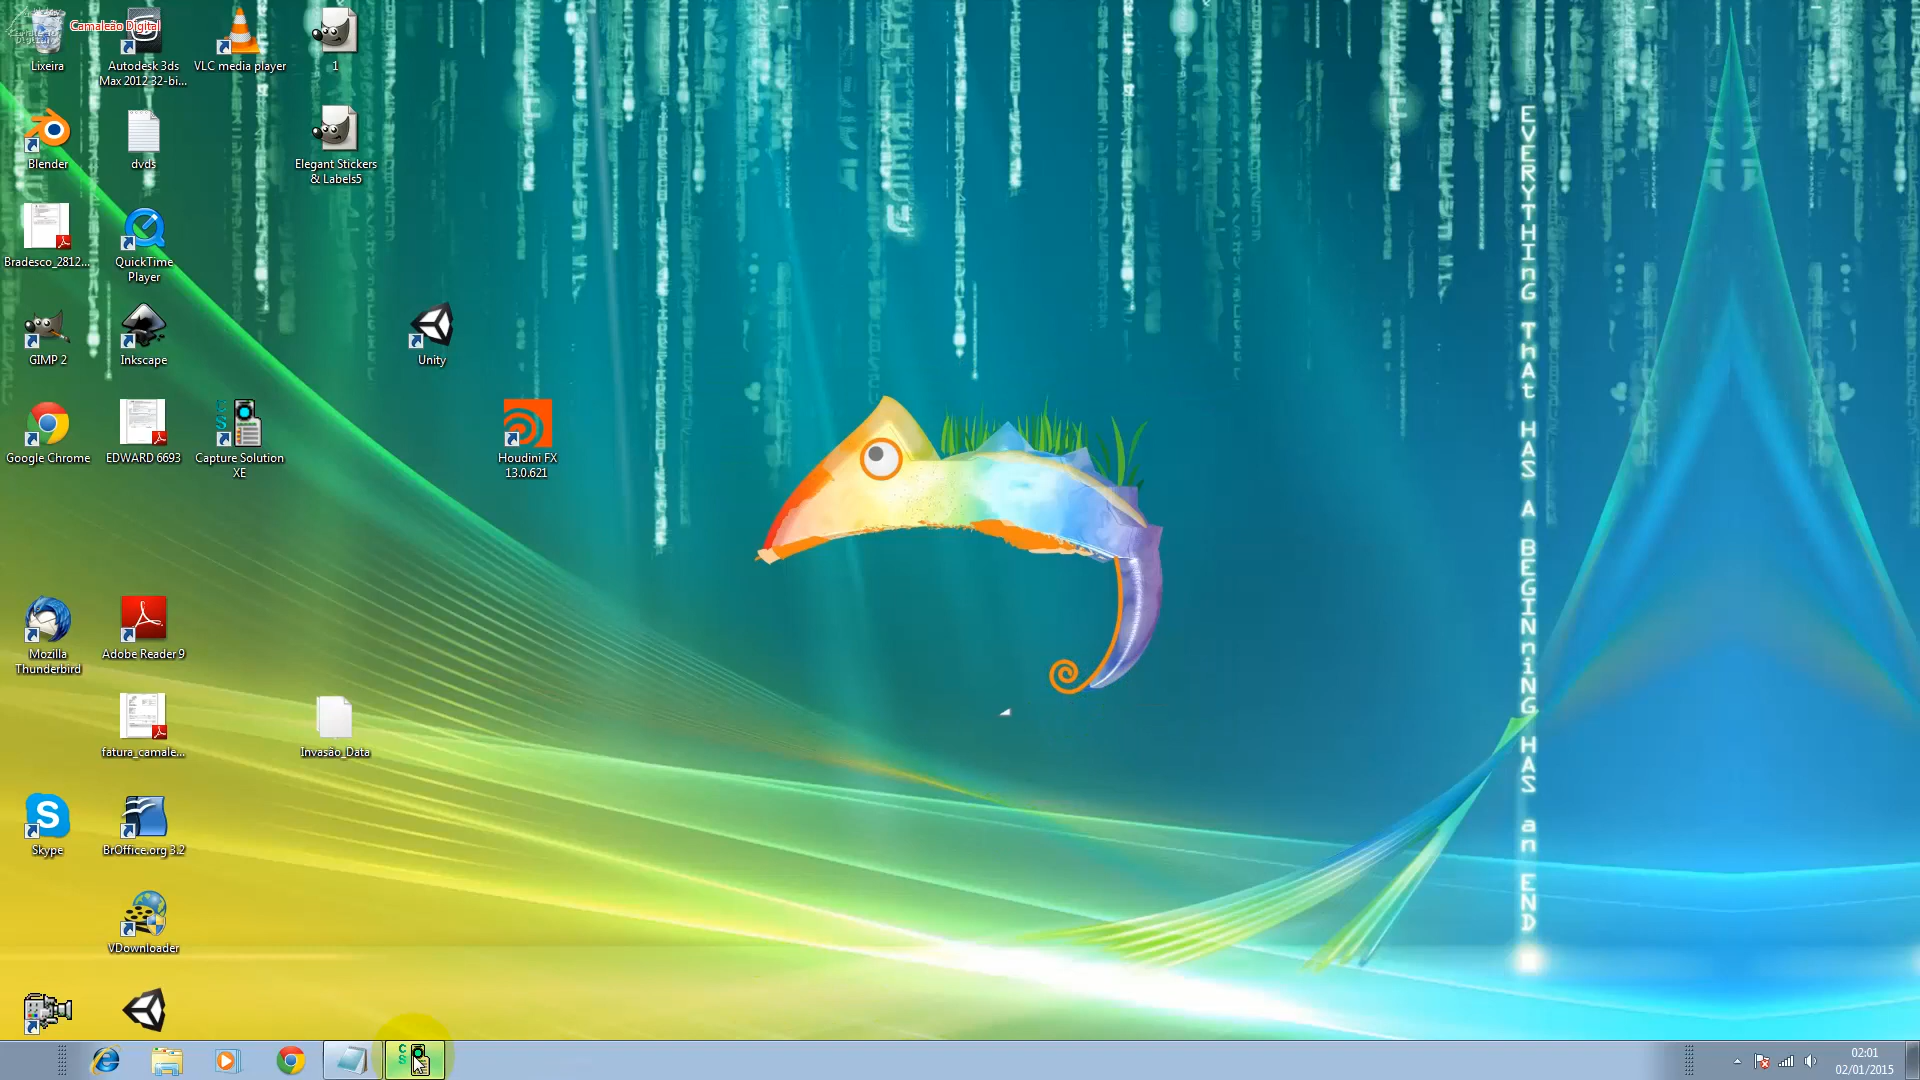 Camaleão Digital
Lixeira
Autodesk 3ds
Max 2012 32-bi...
VLC media player
1
Blender
dvds
Elegant Stickers
& Labels5
Bradesco_2812...
QuickTime
Player
GIMP 2
Inkscape
Unity
Google Chrome
EDWARD 6693
Capture Solution
XE
Houdini FX
13.0.621
Mozilla
Thunderbird
Adobe Reader 9
fatura_camale...
Invasão_Data
Skype
BrOffice.org 3.2
VDownloader
EVERYTHING THAT HAS A BEGINNING HAS an END
CS
02:01
02/01/2015